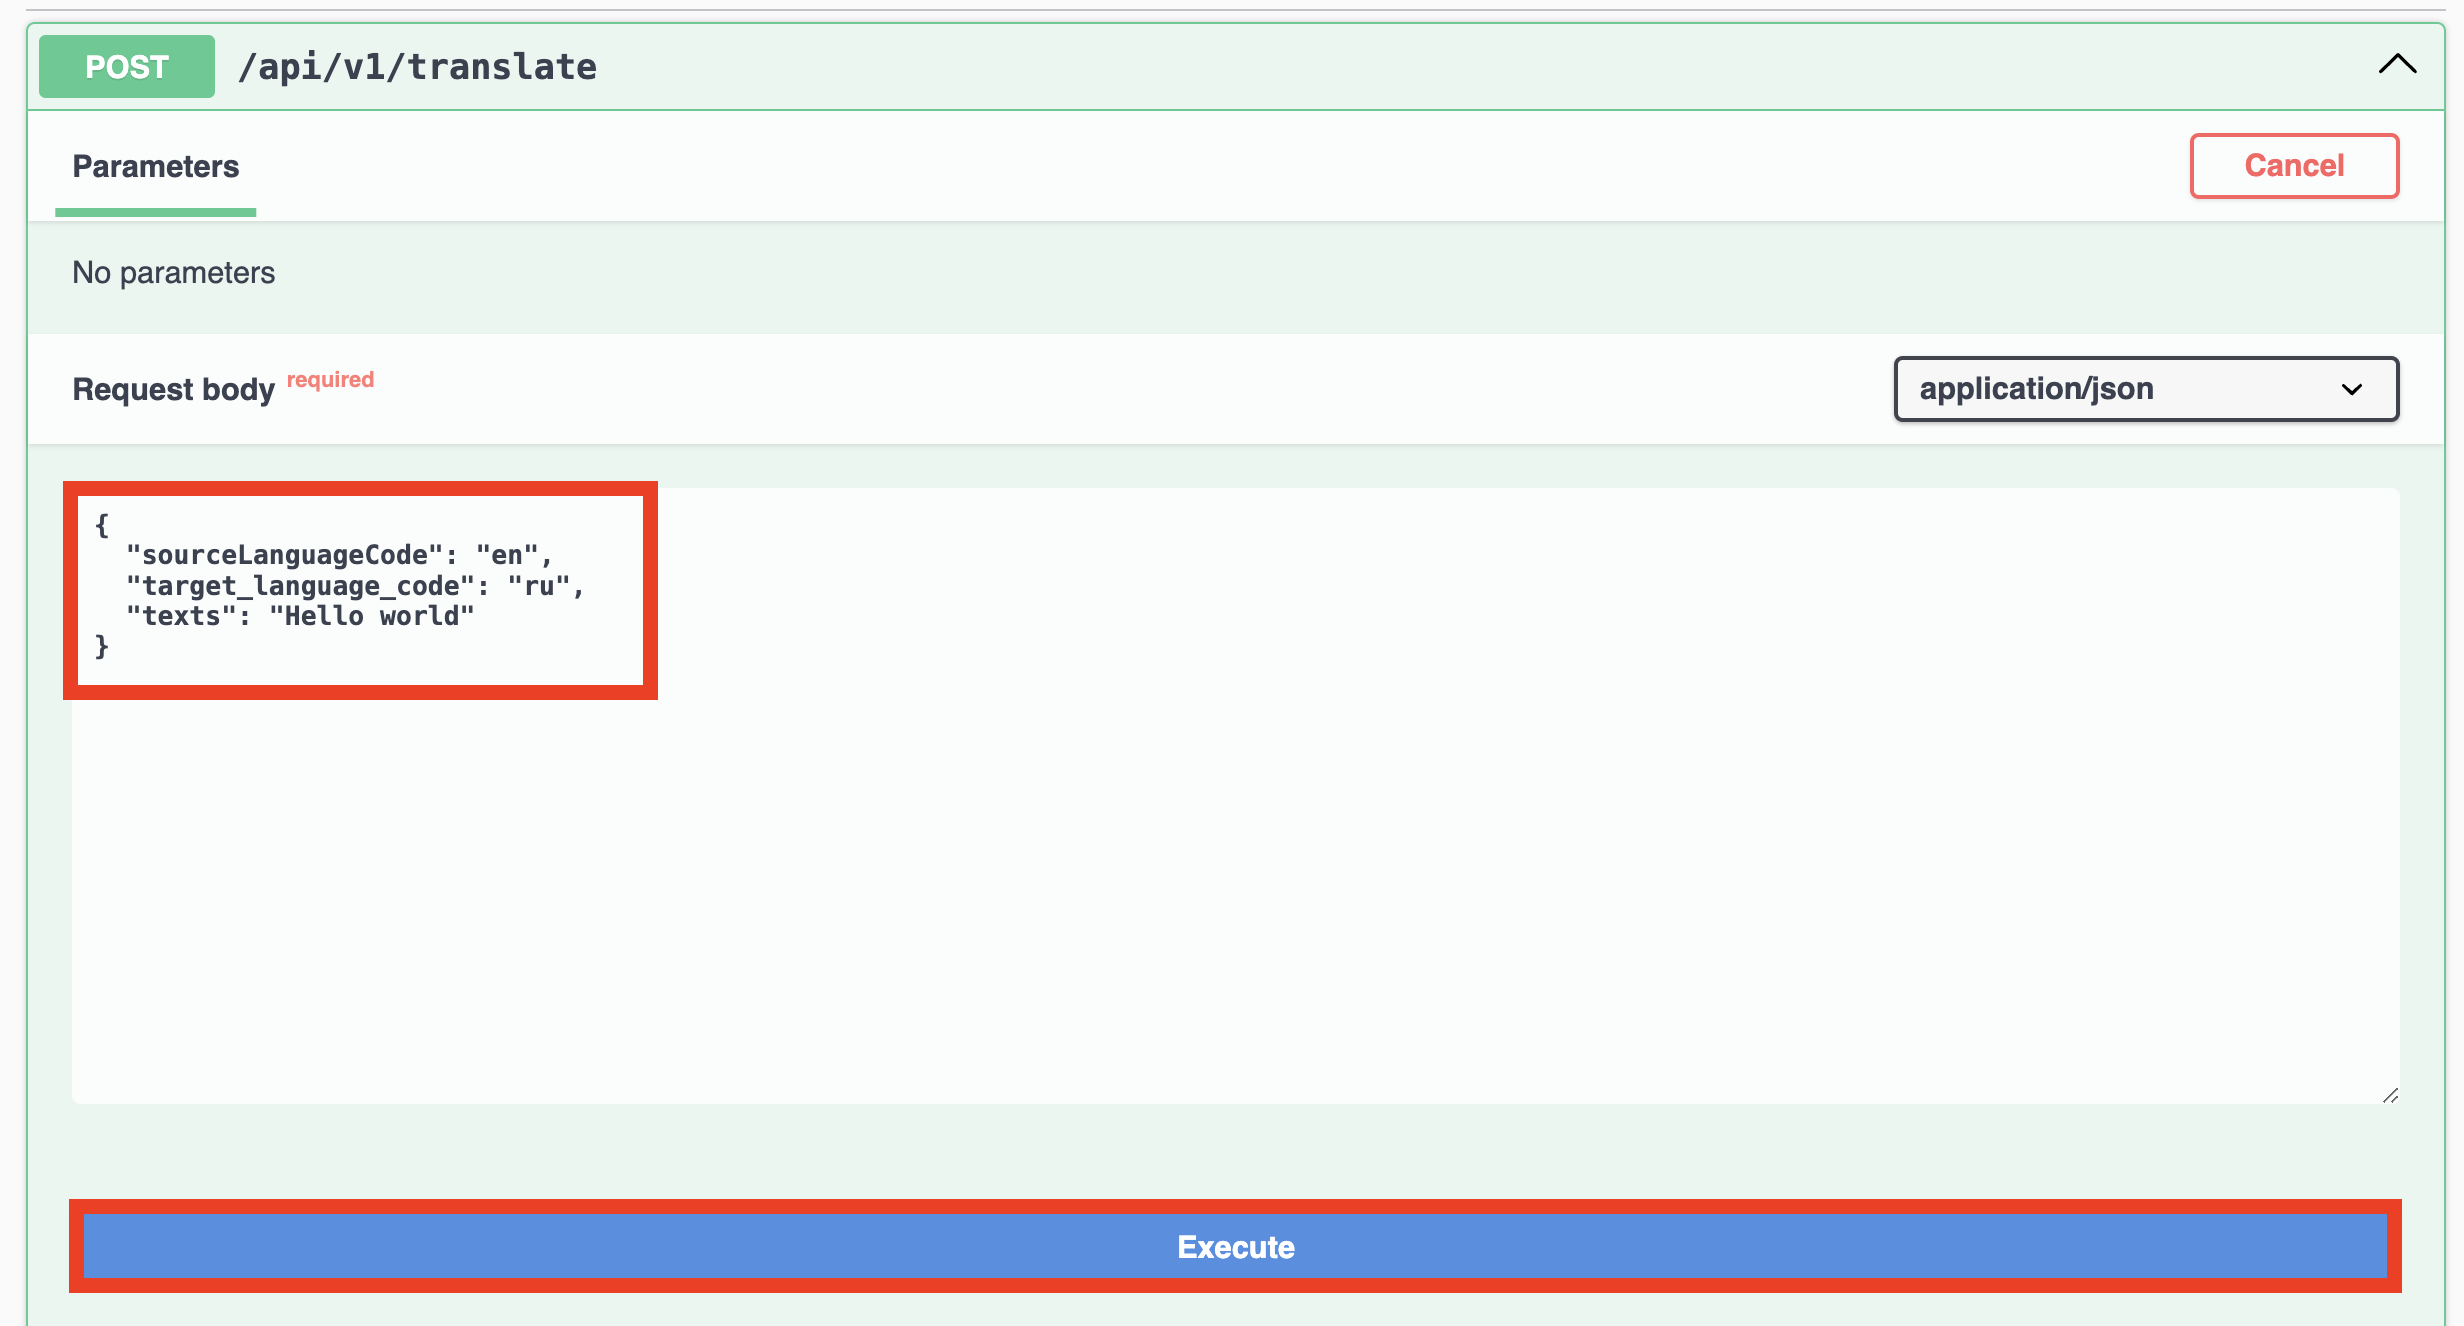 POST /api/v1/translate
Parameters
Cancel
No parameters
Request body required
application/json
{
  "sourceLanguageCode": "en",
  "target_language_code": "ru",
  "texts": "Hello world"
}
Execute